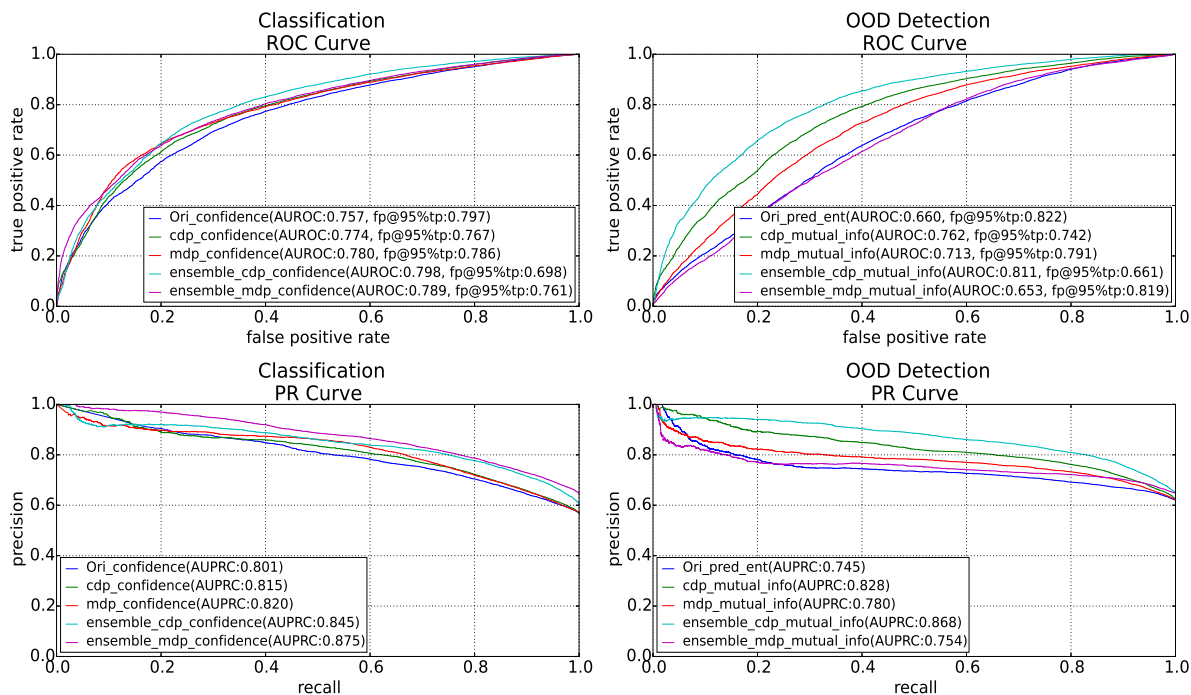 Classification
ROC Curve
1.0
0.8
0.6
0.4
0.2
0.0
true positive rate
Ori_confidence(AUROC:0.757, fp@95%tp:0.797)
cdp_confidence(AUROC:0.774, fp@95%tp:0.767)
mdp_confidence(AUROC:0.780, fp@95%tp:0.786)
ensemble_cdp_confidence(AUROC:0.798, fp@95%tp:0.698)
ensemble_mdp_confidence(AUROC:0.789, fp@95%tp:0.761)
0.0 0.2 0.4 0.6 0.8 1.0
false positive rate
OOD Detection
ROC Curve
1.0
0.8
0.6
0.4
0.2
0.0
true positive rate
Ori_pred_ent(AUROC:0.660, fp@95%tp:0.822)
cdp_mutual_info(AUROC:0.762, fp@95%tp:0.742)
mdp_mutual_info(AUROC:0.713, fp@95%tp:0.791)
ensemble_cdp_mutual_info(AUROC:0.811, fp@95%tp:0.661)
ensemble_mdp_mutual_info(AUROC:0.653, fp@95%tp:0.819)
0.0 0.2 0.4 0.6 0.8 1.0
false positive rate
Classification
PR Curve
1.0
0.8
0.6
0.4
0.2
0.0
precision
Ori_confidence(AUPRC:0.801)
cdp_confidence(AUPRC:0.815)
mdp_confidence(AUPRC:0.820)
ensemble_cdp_confidence(AUPRC:0.845)
ensemble_mdp_confidence(AUPRC:0.875)
0.0 0.2 0.4 0.6 0.8 1.0
recall
OOD Detection
PR Curve
1.0
0.8
0.6
0.4
0.2
0.0
precision
Ori_pred_ent(AUPRC:0.745)
cdp_mutual_info(AUPRC:0.828)
mdp_mutual_info(AUPRC:0.780)
ensemble_cdp_mutual_info(AUPRC:0.868)
ensemble_mdp_mutual_info(AUPRC:0.754)
0.0 0.2 0.4 0.6 0.8 1.0
recall